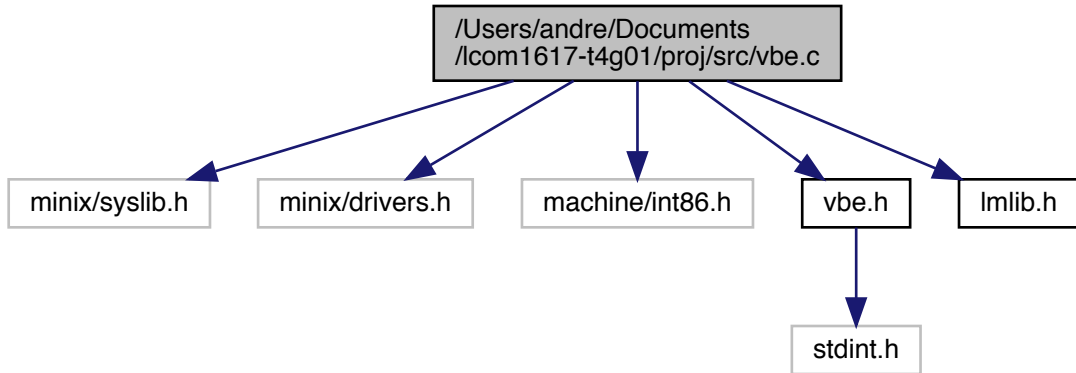 /Users/andre/Documents
/lcom1617-t4g01/proj/src/vbe.c
minix/syslib.h
minix/drivers.h
machine/int86.h
vbe.h
lmlib.h
stdint.h